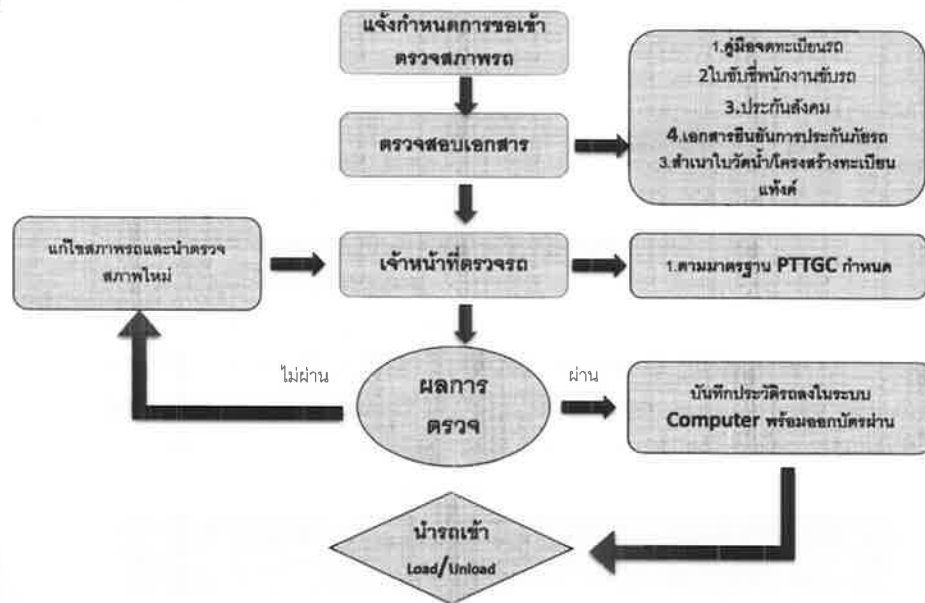 แจ้งกำหนดการขอเข้า
ตรวจสภาพรถ
ตรวจสอบเอกสาร
1.คู่มือจดทะเบียนรถ
2ใบขับขี่พนักงานขับรถ
3.ประกันสังคม
4.เอกสารยืนยันการประกันภัยรถ
3.สำเนาใบวัดน้ำ/โครงสร้างทะเบียน
แท้งค์
แก้ไขสภาพรถและนำตรวจ
สภาพใหม่
เจ้าหน้าที่ตรวจรถ
1.ตามมาตรฐาน PTTGC กำหนด
ไม่ผ่าน
ผลการ
ตรวจ
ผ่าน
บันทึกประวัติรถลงในระบบ
Computer พร้อมออกบัตรผ่าน
นำรถเข้า
Load/Unload